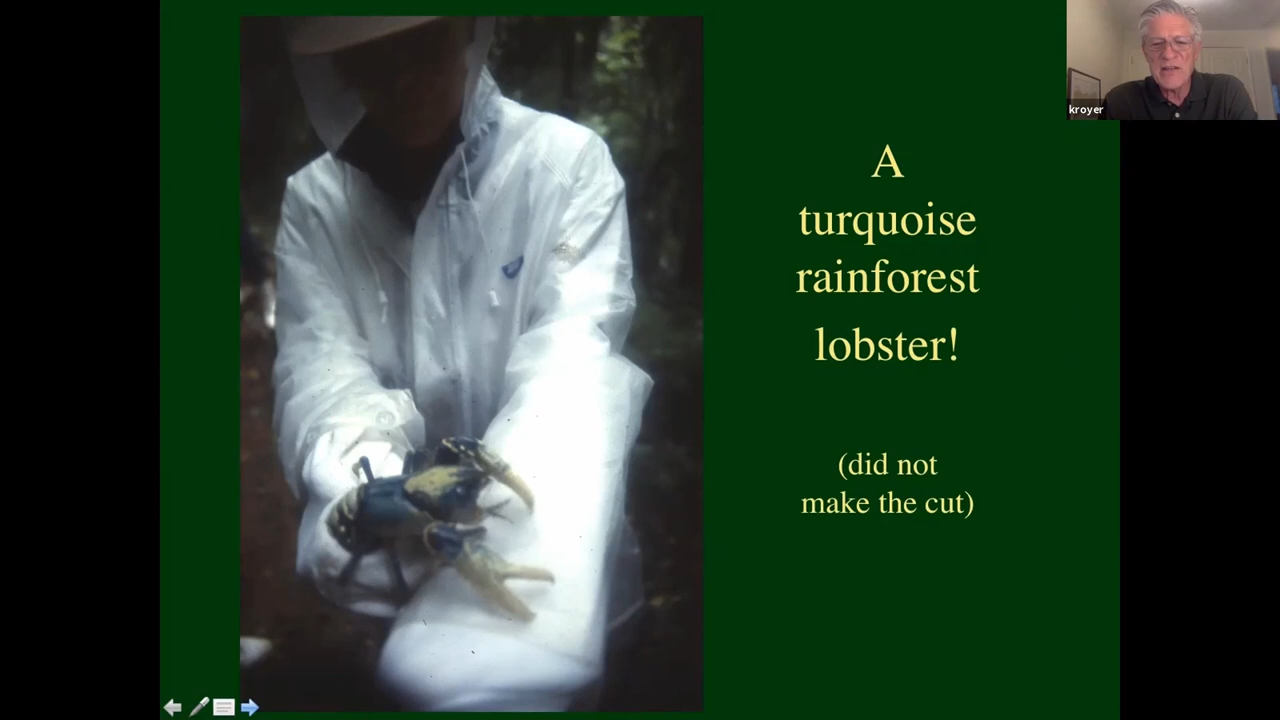 kroyer
A
turquoise
rainforest
lobster!
(did not
make the cut)